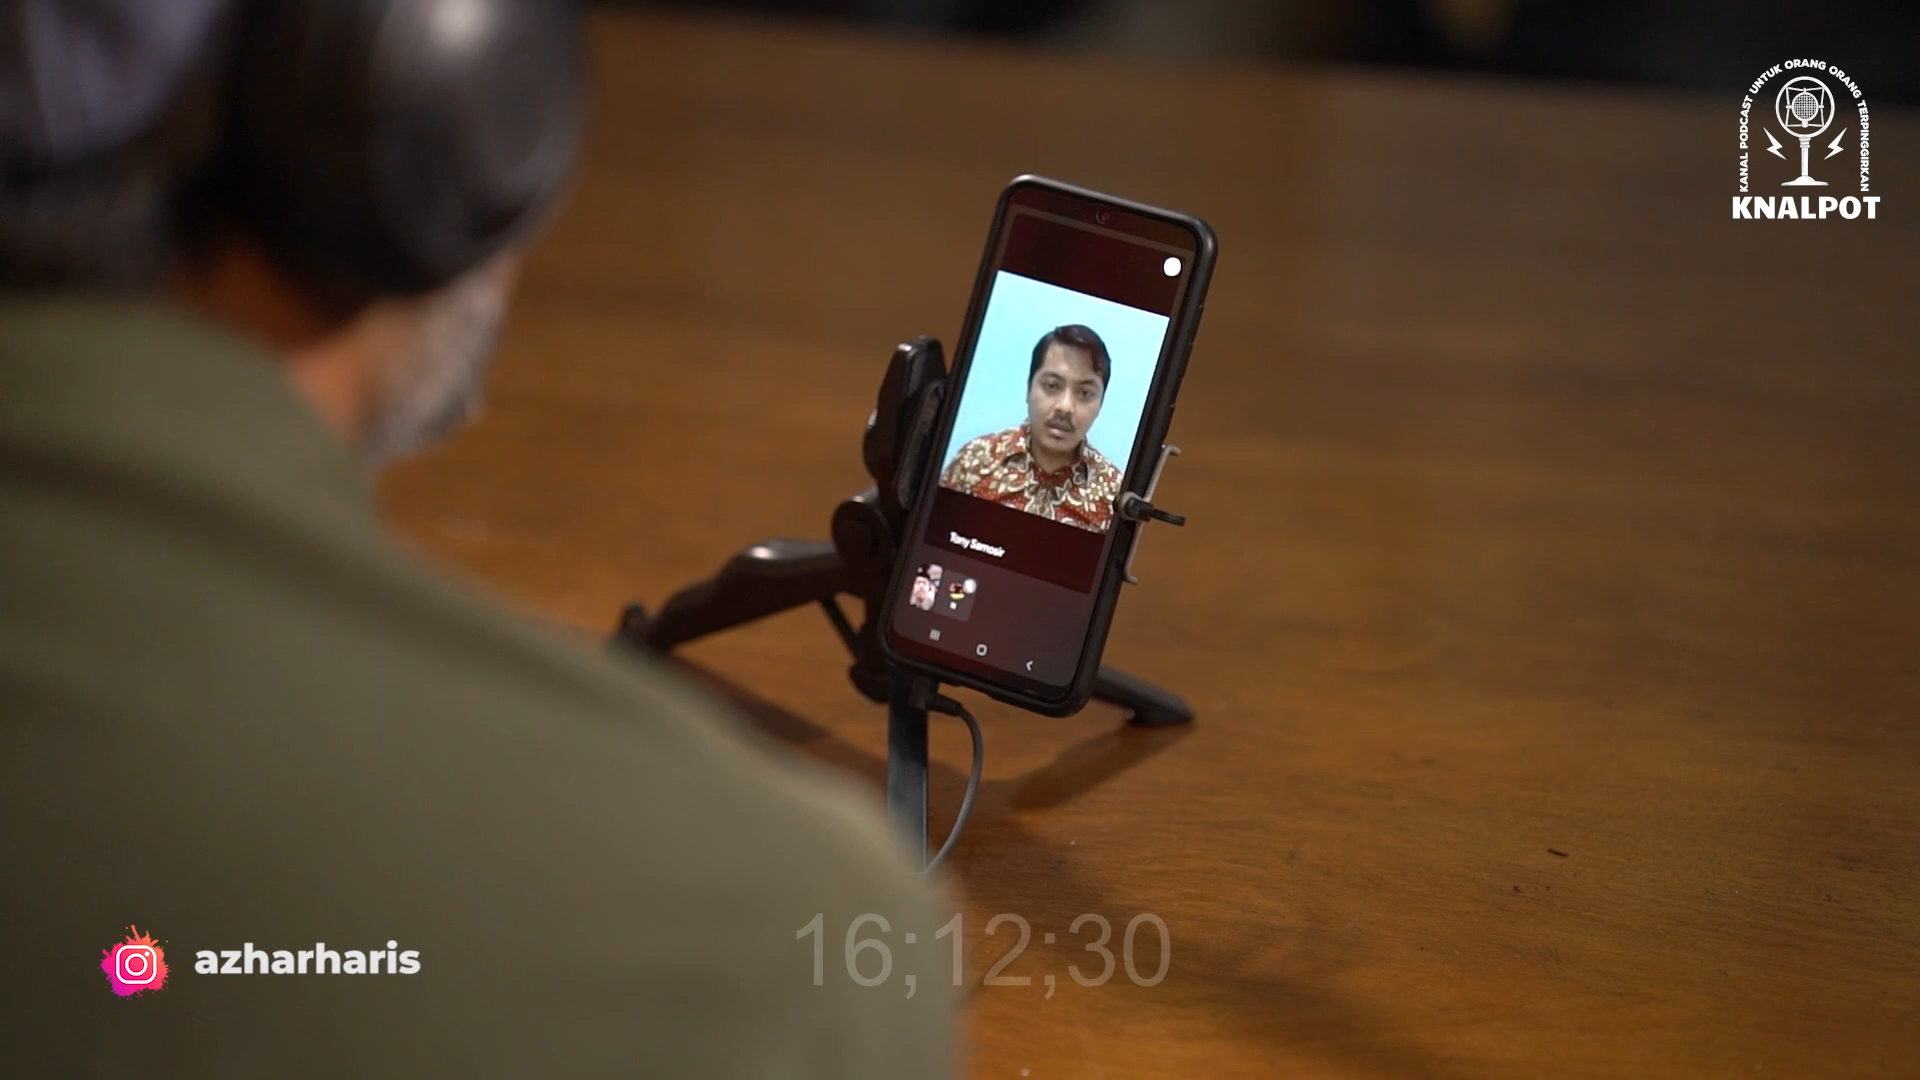 KANAL PODCAST UNTUK ORANG ORANG TERPINGGIRKAN
KNALPOT
Tony Samosir
azharharis
16;12;30